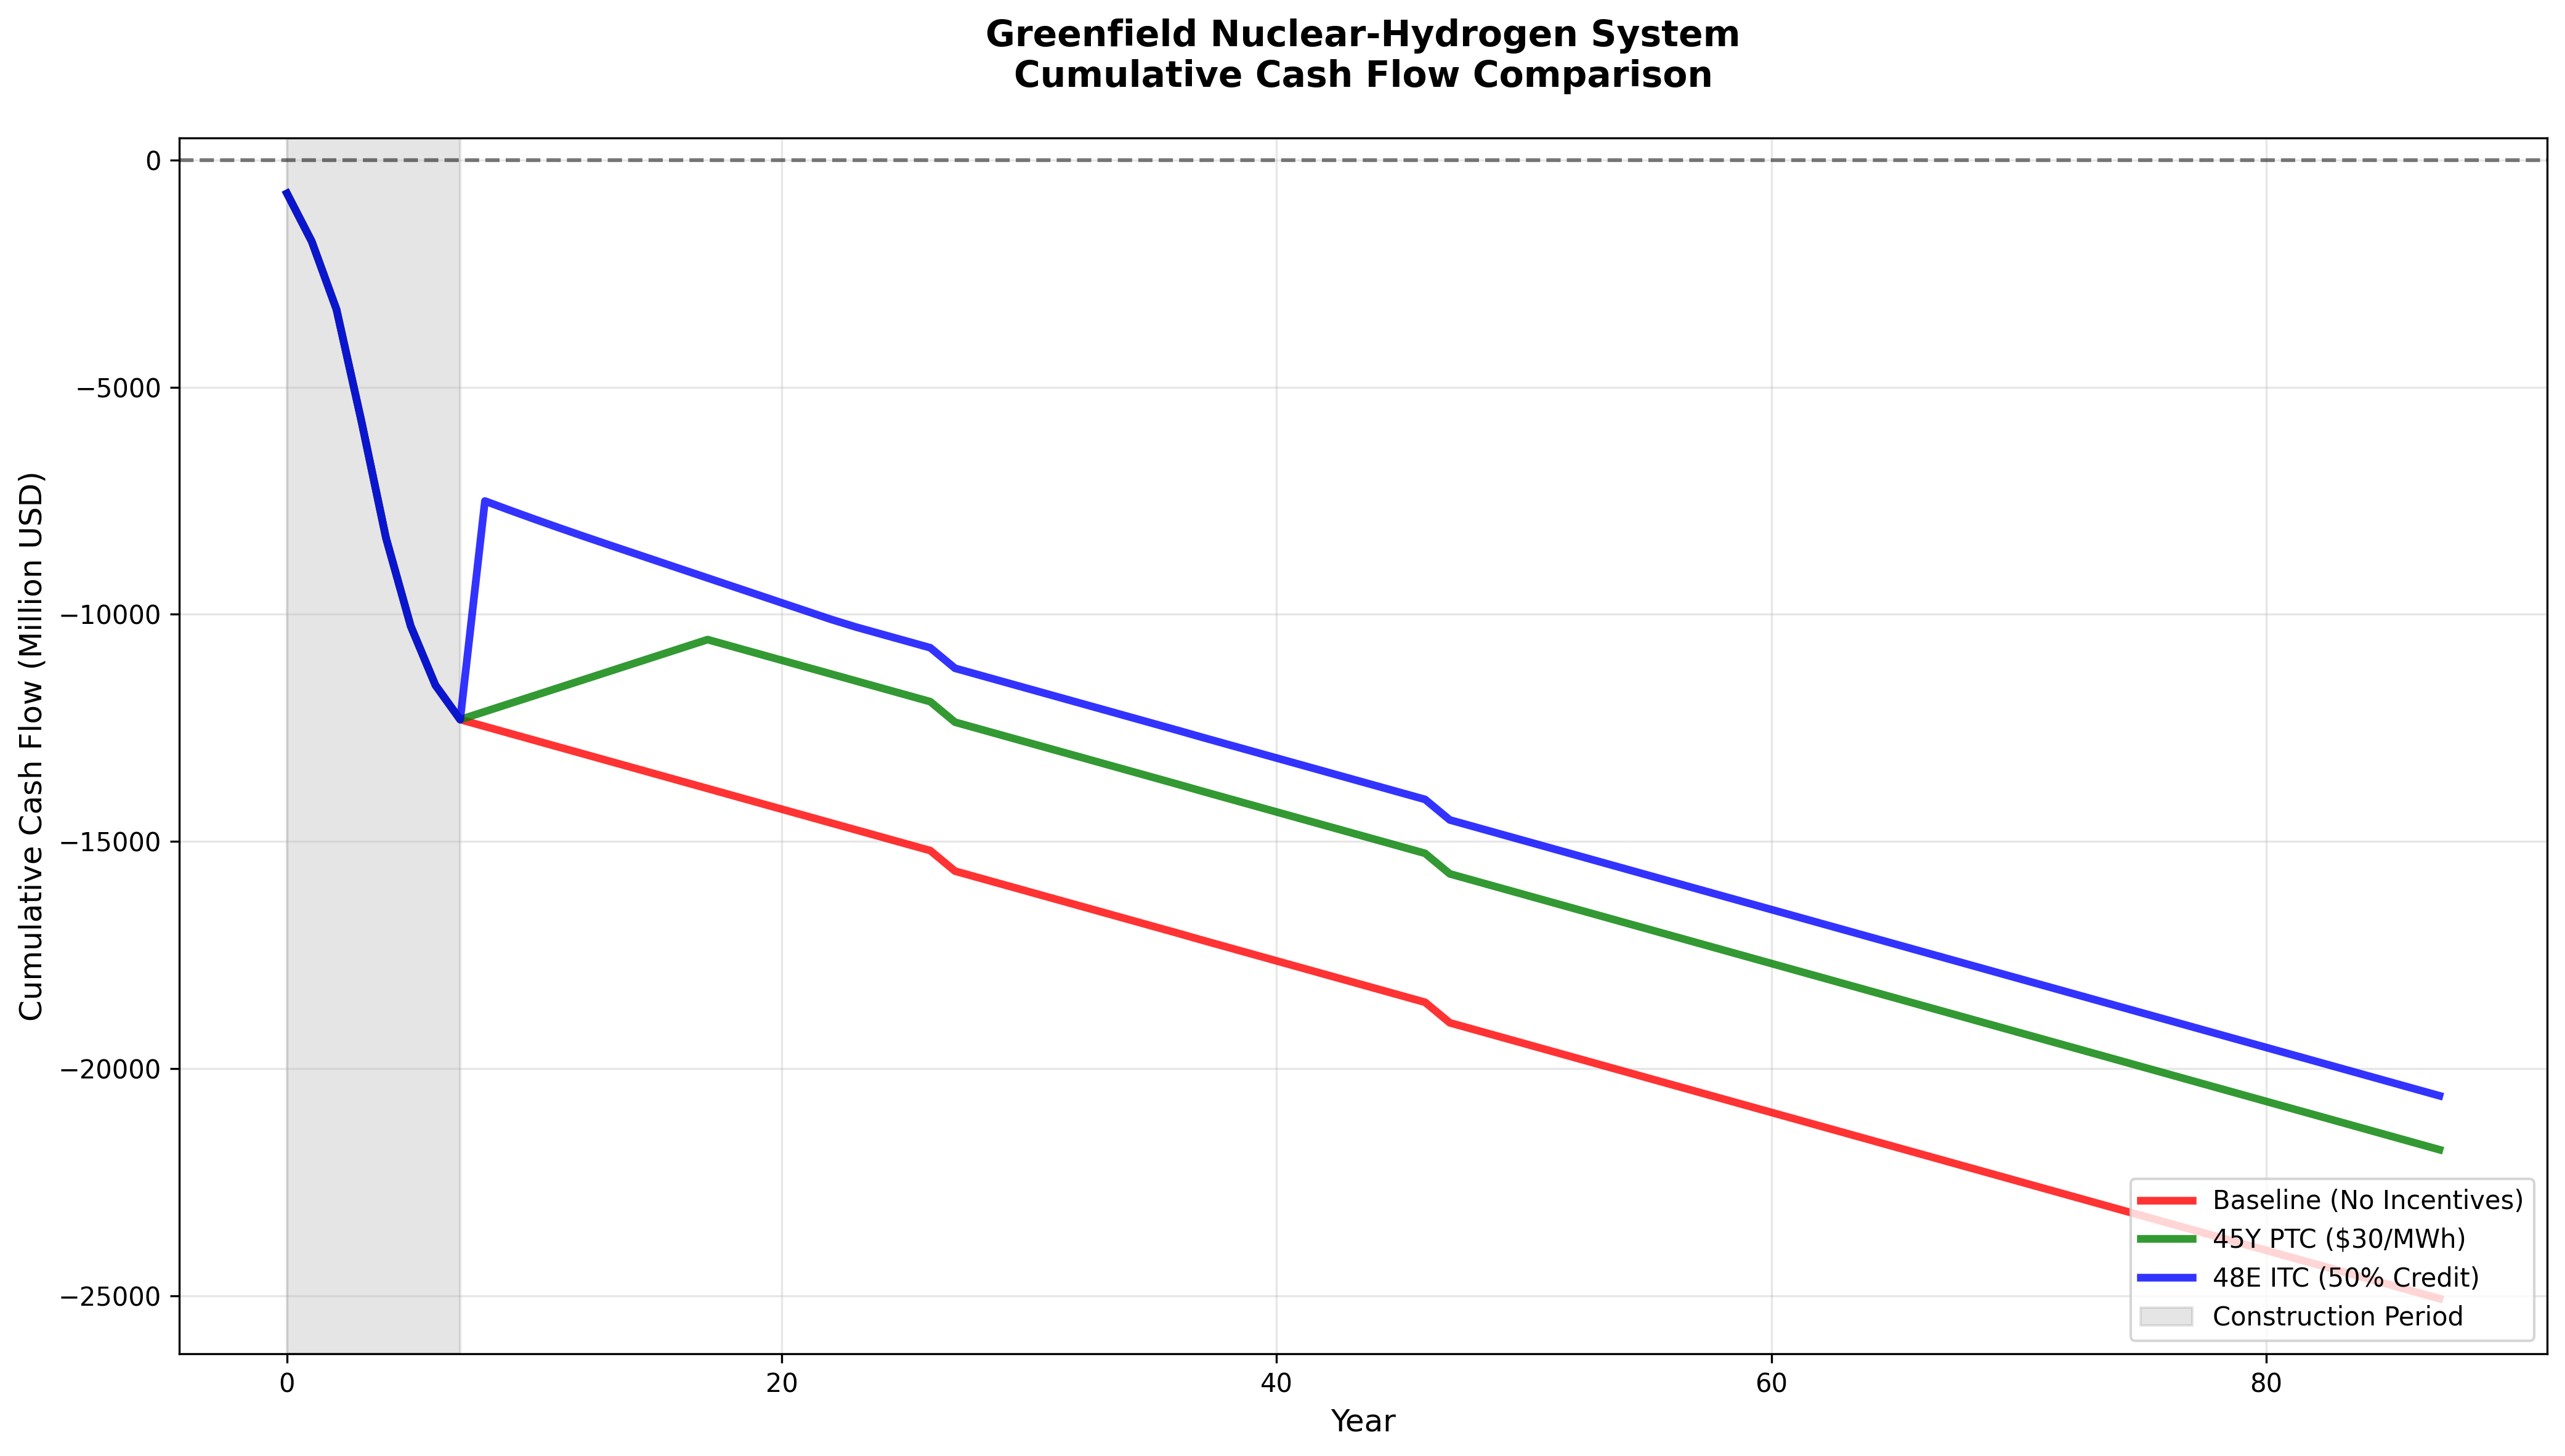 Greenfield Nuclear-Hydrogen System
Cumulative Cash Flow Comparison
Cumulative Cash Flow (Million USD)
0
−5000
−10000
−15000
−20000
−25000
0
20
40
60
80
Year
Baseline (No Incentives)
45Y PTC ($30/MWh)
48E ITC (50% Credit)
Construction Period